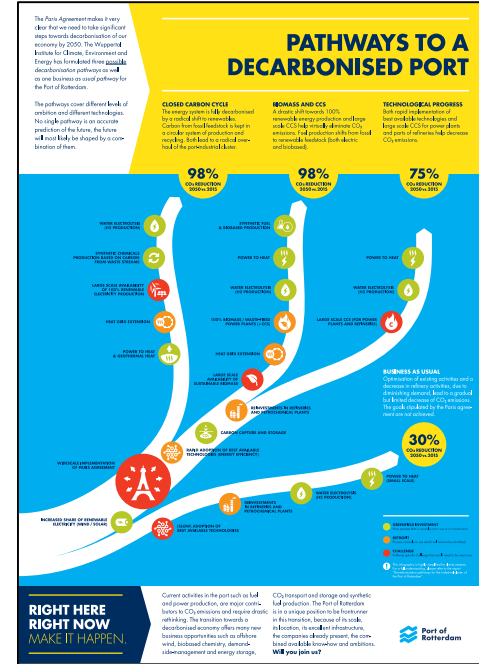 The Paris Agreement makes it very
clear that we need to take significant
steps towards decarbonisation of our
economy by 2050. The Wuppertal
Institute for Climate, Environment and
Energy has formulated three possible
decarbonisation pathways as well
as one business as usual pathway for
the Port of Rotterdam.
The pathways cover different levels of
ambition and different technologies.
No single pathway is an accurate
prediction of the future, the future
will most likely be shaped by a com-
bination of them.
PATHWAYS TO A
DECARBONISED PORT
CLOSED CARBON CYCLE
The energy system is fully decarbonised
by a radical shift to renewables.
Carbon from fossil feedstock is kept in
a circular system of production and
recycling. Both lead to a radical over-
haul of the port-industrial cluster.
BIOMASS AND CCS
A drastic shift towards 100%
renewable energy production and large
scale CCS help virtually eliminate CO₂
emissions. Fuel production shifts from fossil
to renewable feedstock (both electric
and biobased).
TECHNOLOGICAL PROGRESS
Both rapid implementation of
best available technologies and
large scale CCS for power plants
and parts of refineries help decrease
CO₂ emissions.
98%
CO₂ REDUCTION
2050 vs. 2015
98%
CO₂ REDUCTION
2050 vs. 2015
75%
CO₂ REDUCTION
2050 vs. 2015
WATER ELECTROLYSIS
(H2 PRODUCTION)
SYNTHETIC CHEMICALS
PRODUCTION BASED ON CARBON
FROM WASTE STREAMS
LARGE SCALE AVAILABILITY
OF 100% RENEWABLE
ELECTRICITY PRODUCTION
HEAT GRID EXTENSION
POWER TO HEAT
& GEOTHERMAL HEAT
SYNTHETIC FUEL
& BIOBASED PRODUCTION
POWER TO HEAT
WATER ELECTROLYSIS
(H2 PRODUCTION)
100% BIOMASS / WASTE-FIRED
POWER PLANTS (+CCS)
HEAT GRID EXTENSION
LARGE SCALE
AVAILABILITY OF
SUSTAINABLE BIOMASS
POWER TO HEAT
WATER ELECTROLYSIS
(H2 PRODUCTION)
LARGE SCALE CCS (FOR POWER
PLANTS AND REFINERIES)
REINVESTMENTS IN REFINERIES
AND PETROCHEMICAL PLANTS
CARBON CAPTURE AND STORAGE
RAPID ADOPTION OF BEST AVAILABLE
TECHNOLOGIES (ENERGY EFFICIENCY)
WORLDWIDE IMPLEMENTATION
OF PARIS AGREEMENT
BUSINESS AS USUAL
Optimisation of existing activities and a
decrease in refinery activities, due to
diminishing demand, lead to a gradual
but limited decrease of CO₂ emissions.
The goals stipulated by the Paris agree-
ment are not achieved.
30%
CO₂ REDUCTION
2050 vs. 2015
POWER TO HEAT
(SMALL SCALE)
WATER ELECTROLYSIS
(H2 PRODUCTION)
REINVESTMENTS
IN REFINERIES AND
PETROCHEMICAL PLANTS
INCREASED SHARE OF RENEWABLE
ELECTRICITY (WIND / SOLAR)
(SLOW) ADOPTION OF
BEST AVAILABLE TECHNOLOGIES
GREENFIELD INVESTMENT
RETROFIT
CHALLENGE
RIGHT HERE
RIGHT NOW
MAKE IT HAPPEN.
Current activities in the port such as fuel
and power production, are major contri-
butors to CO₂ emissions and require drastic
rethinking. The transition towards a
decarbonised economy offers many new
business opportunities such as offshore
wind, biobased chemistry, demand-
side-management and energy storage,
CO₂ transport and storage and synthetic
fuel production. The Port of Rotterdam
is in a unique position to be frontrunner
in this transition, because of its scale,
its location, its excellent infrastructure,
the companies already present, the com-
bined available know-how and ambitions.
Will you join us?
Port of
Rotterdam